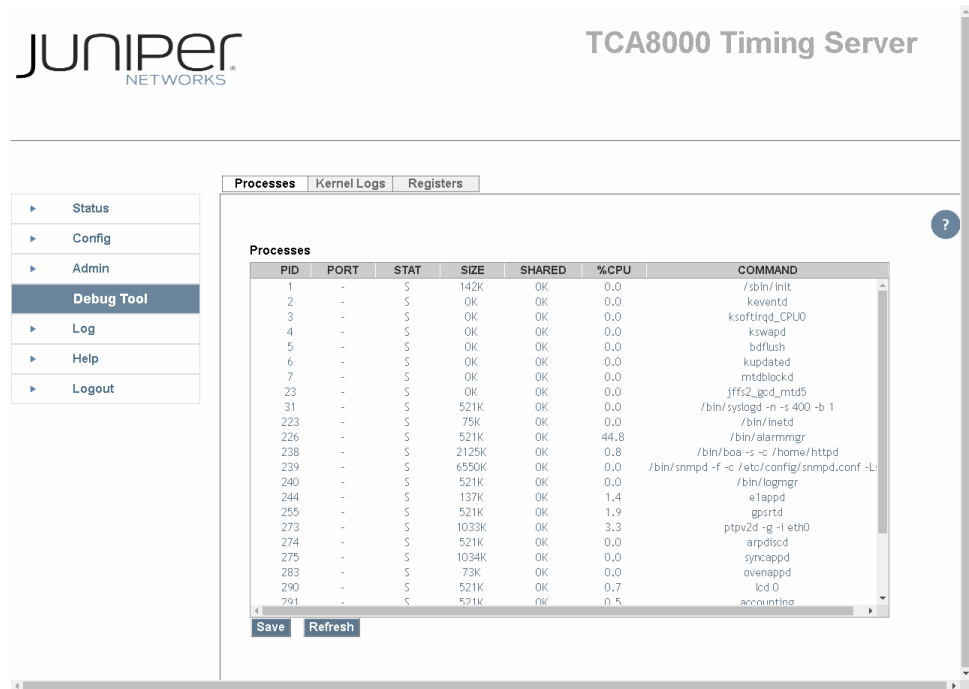 JUNIPER
NETWORKS
TCA8000 Timing Server
Processes Kernel Logs Registers
Status
Config
Admin
Debug Tool
Log
Help
Logout
?
Processes
PID PORT STAT SIZE SHARED %CPU COMMAND
1 - S 142K 0K 0.0 /sbin/init
2 - S 0K 0K 0.0 keventd
3 - S 0K 0K 0.0 ksoftirqd_CPU0
4 - S 0K 0K 0.0 kswapd
5 - S 0K 0K 0.0 bdflush
6 - S 0K 0K 0.0 kupdated
7 - S 0K 0K 0.0 mtdblockd
23 - S 0K 0K 0.0 jffs2_gcd_mtd5
31 - S 521K 0K 0.0 /bin/syslogd -n -s 400 -b 1
223 - S 75K 0K 0.0 /bin/inetd
226 - S 521K 0K 44.8 /bin/alarmmgr
238 - S 2125K 0K 0.8 /bin/boa -s -c /home/httpd
239 - S 6550K 0K 0.0 /bin/snmpd -f -c /etc/config/snmpd.conf -L
240 - S 521K 0K 0.0 /bin/logmgr
244 - S 137K 0K 1.4 e1appd
255 - S 521K 0K 1.9 gpsrtd
273 - S 1033K 0K 3.3 ptpv2d -g -i eth0
274 - S 521K 0K 0.0 arpdiscd
275 - S 1034K 0K 0.0 syncappd
283 - S 73K 0K 0.0 ovenappd
290 - S 521K 0K 0.7 lcd 0
291 - S 521K 0K 0.5 accounting
Save Refresh